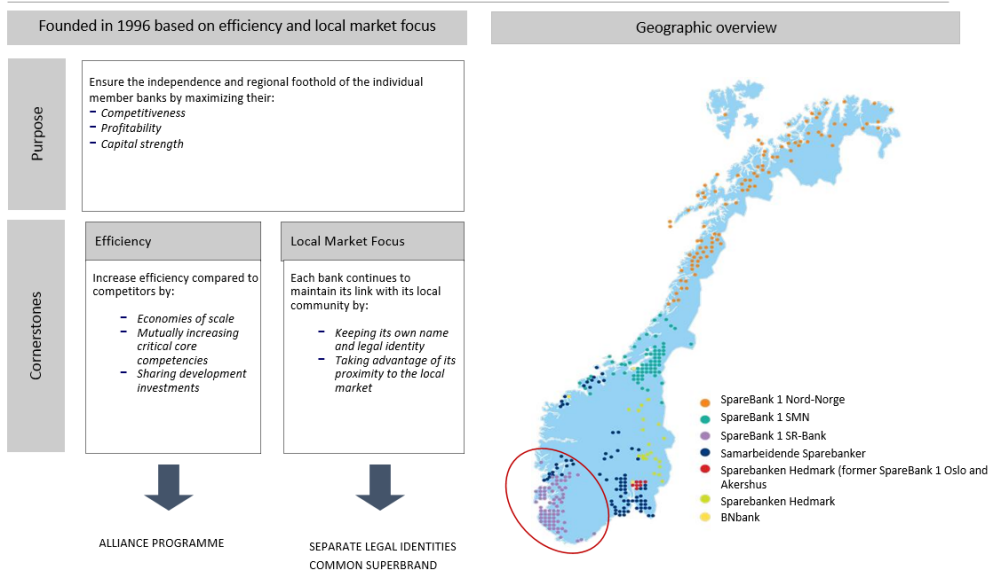 Founded in 1996 based on efficiency and local market focus
Purpose
Ensure the independence and regional foothold of the individual
member banks by maximizing their:
– Competitiveness
– Profitability
– Capital strength
Cornerstones
Efficiency
Increase efficiency compared to
competitors by:
– Economies of scale
– Mutually increasing
critical core
competencies
– Sharing development
investments
Local Market Focus
Each bank continues to
maintain its link with its local
community by:
– Keeping its own name
and legal identity
– Taking advantage of its
proximity to the local
market
ALLIANCE PROGRAMME
SEPARATE LEGAL IDENTITIES
COMMON SUPERBRAND
Geographic overview
SpareBank 1 Nord-Norge
SpareBank 1 SMN
SpareBank 1 SR-Bank
Samarbeidende Sparebanker
Sparebanken Hedmark (former SpareBank 1 Oslo and
Akershus
Sparebanken Hedmark
BNbank